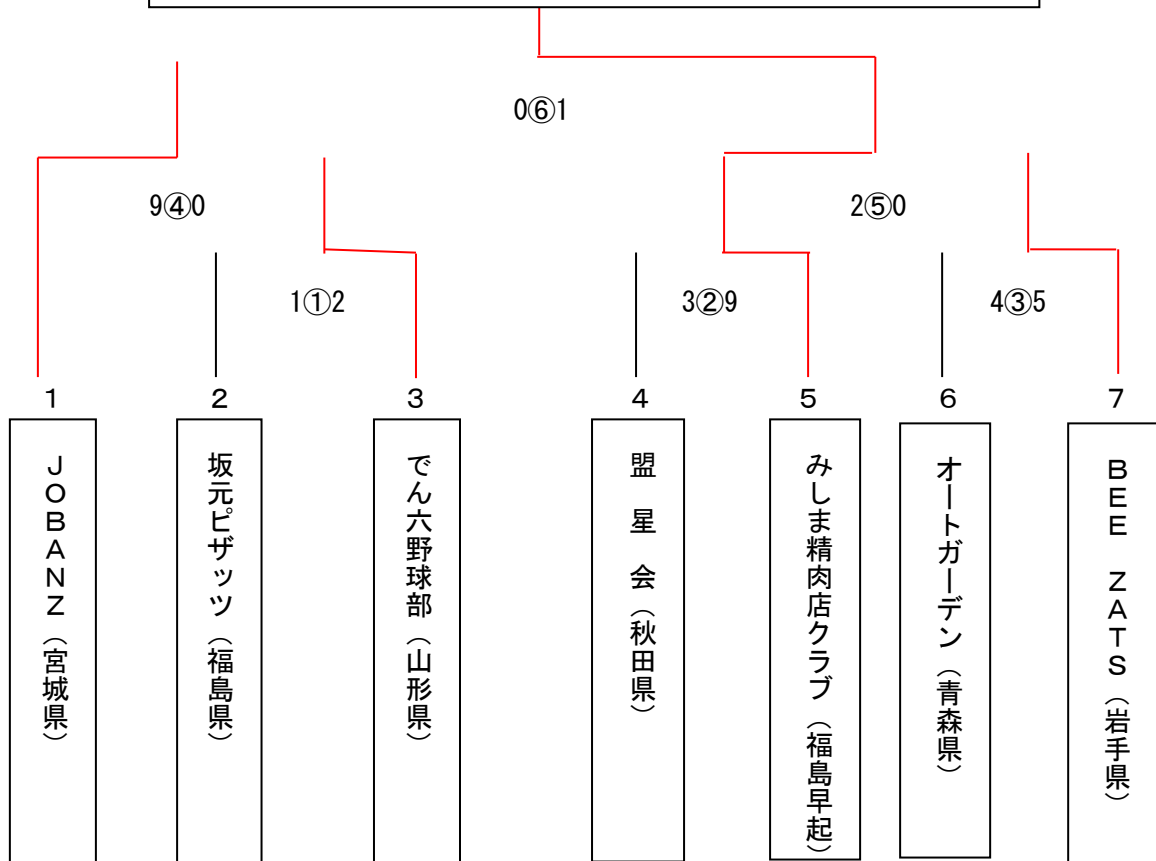 0⑥1
9④0
2⑤0
1①2
3②9
4③5
1
2
3
4
5
6
7
JOBANZ（宮城県）
坂元ピザッツ（福島県）
でん六野球部（山形県）
盟星会（秋田県）
みしま精肉店クラブ（福島早起）
オートガーデン（青森県）
BEE ZATS（岩手県）